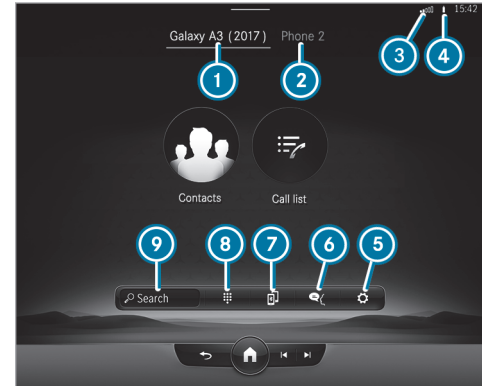 15:42
Galaxy A3 (2017) Phone 2
3 4
1 2
Contacts Call list
9 8 7 6 5
Search